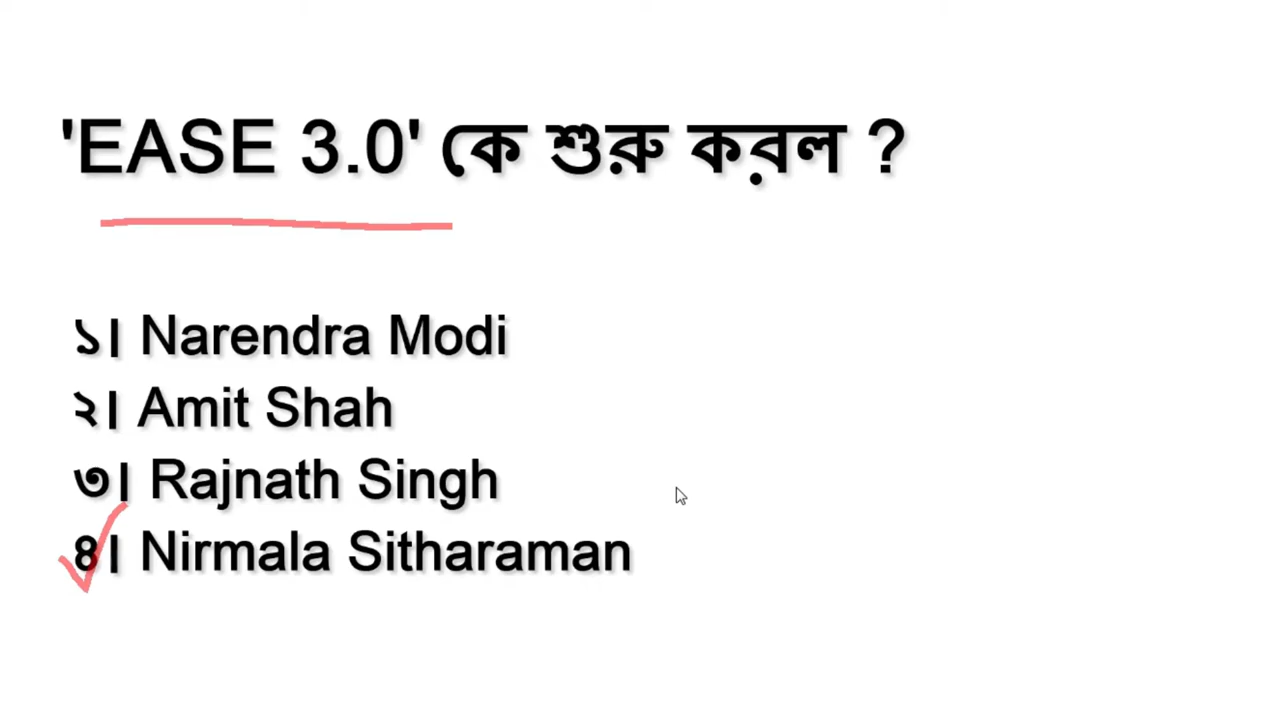 'EASE 3.0' কে শুরু করল ?
১। Narendra Modi
২। Amit Shah
৩। Rajnath Singh
৪। Nirmala Sitharaman